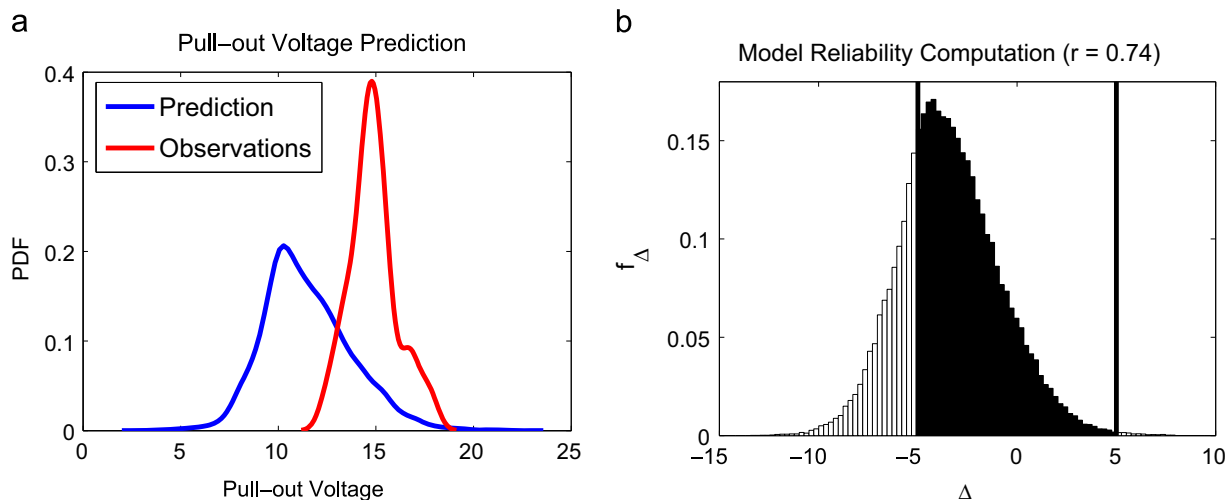 a
Pull–out Voltage Prediction
0.4
0.3
0.2
0.1
0
PDF
Prediction
Observations
0 5 10 15 20 25
Pull–out Voltage
b
Model Reliability Computation (r = 0.74)
0.15
0.1
0.05
0
f Δ
–15 –10 –5 0 5 10
Δ